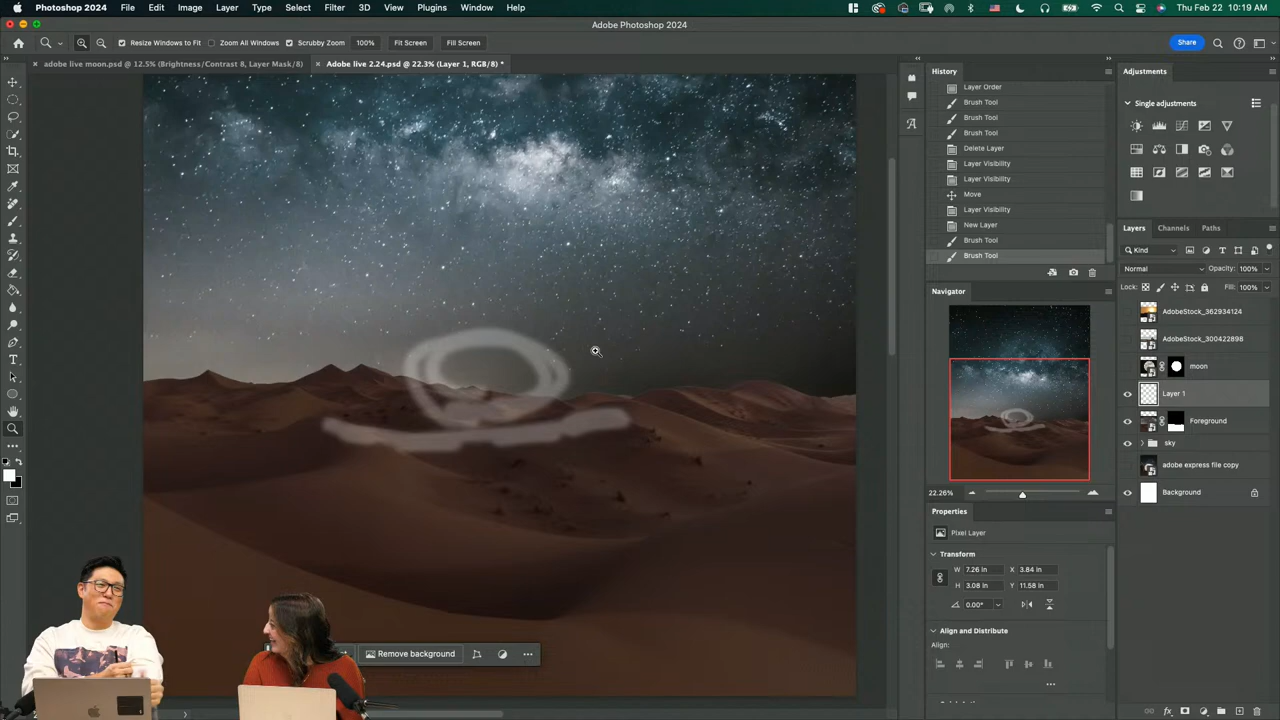 Photoshop 2024 File Edit Image Layer Type Select Filter 3D View Plugins Window Help Thu Feb 22 10:19 AM
Adobe Photoshop 2024
Resize Windows to Fit Zoom All Windows Scrubby Zoom 100% Fit Screen Fill Screen Share
adobe live moon.psd @ 12.5% (Brightness/Contrast 8, Layer Mask/8) Adobe live 2.24.psd @ 22.3% (Layer 1, RGB/8) *
History
Layer Order
Brush Tool
Brush Tool
Brush Tool
Delete Layer
Layer Visibility
Layer Visibility
Move
Layer Visibility
New Layer
Brush Tool
Brush Tool
Navigator
22.26%
Properties
Pixel Layer
Transform
W 7.26 in X 3.84 in
H 3.08 in Y 11.58 in
0.00°
Align and Distribute
Align:
Adjustments
Single adjustments
Layers Channels Paths
Kind
Normal Opacity: 100%
Lock: Fill: 100%
AdobeStock_362934124
AdobeStock_300422898
moon
Layer 1
Foreground
sky
adobe express file copy
Background
fx
Remove background